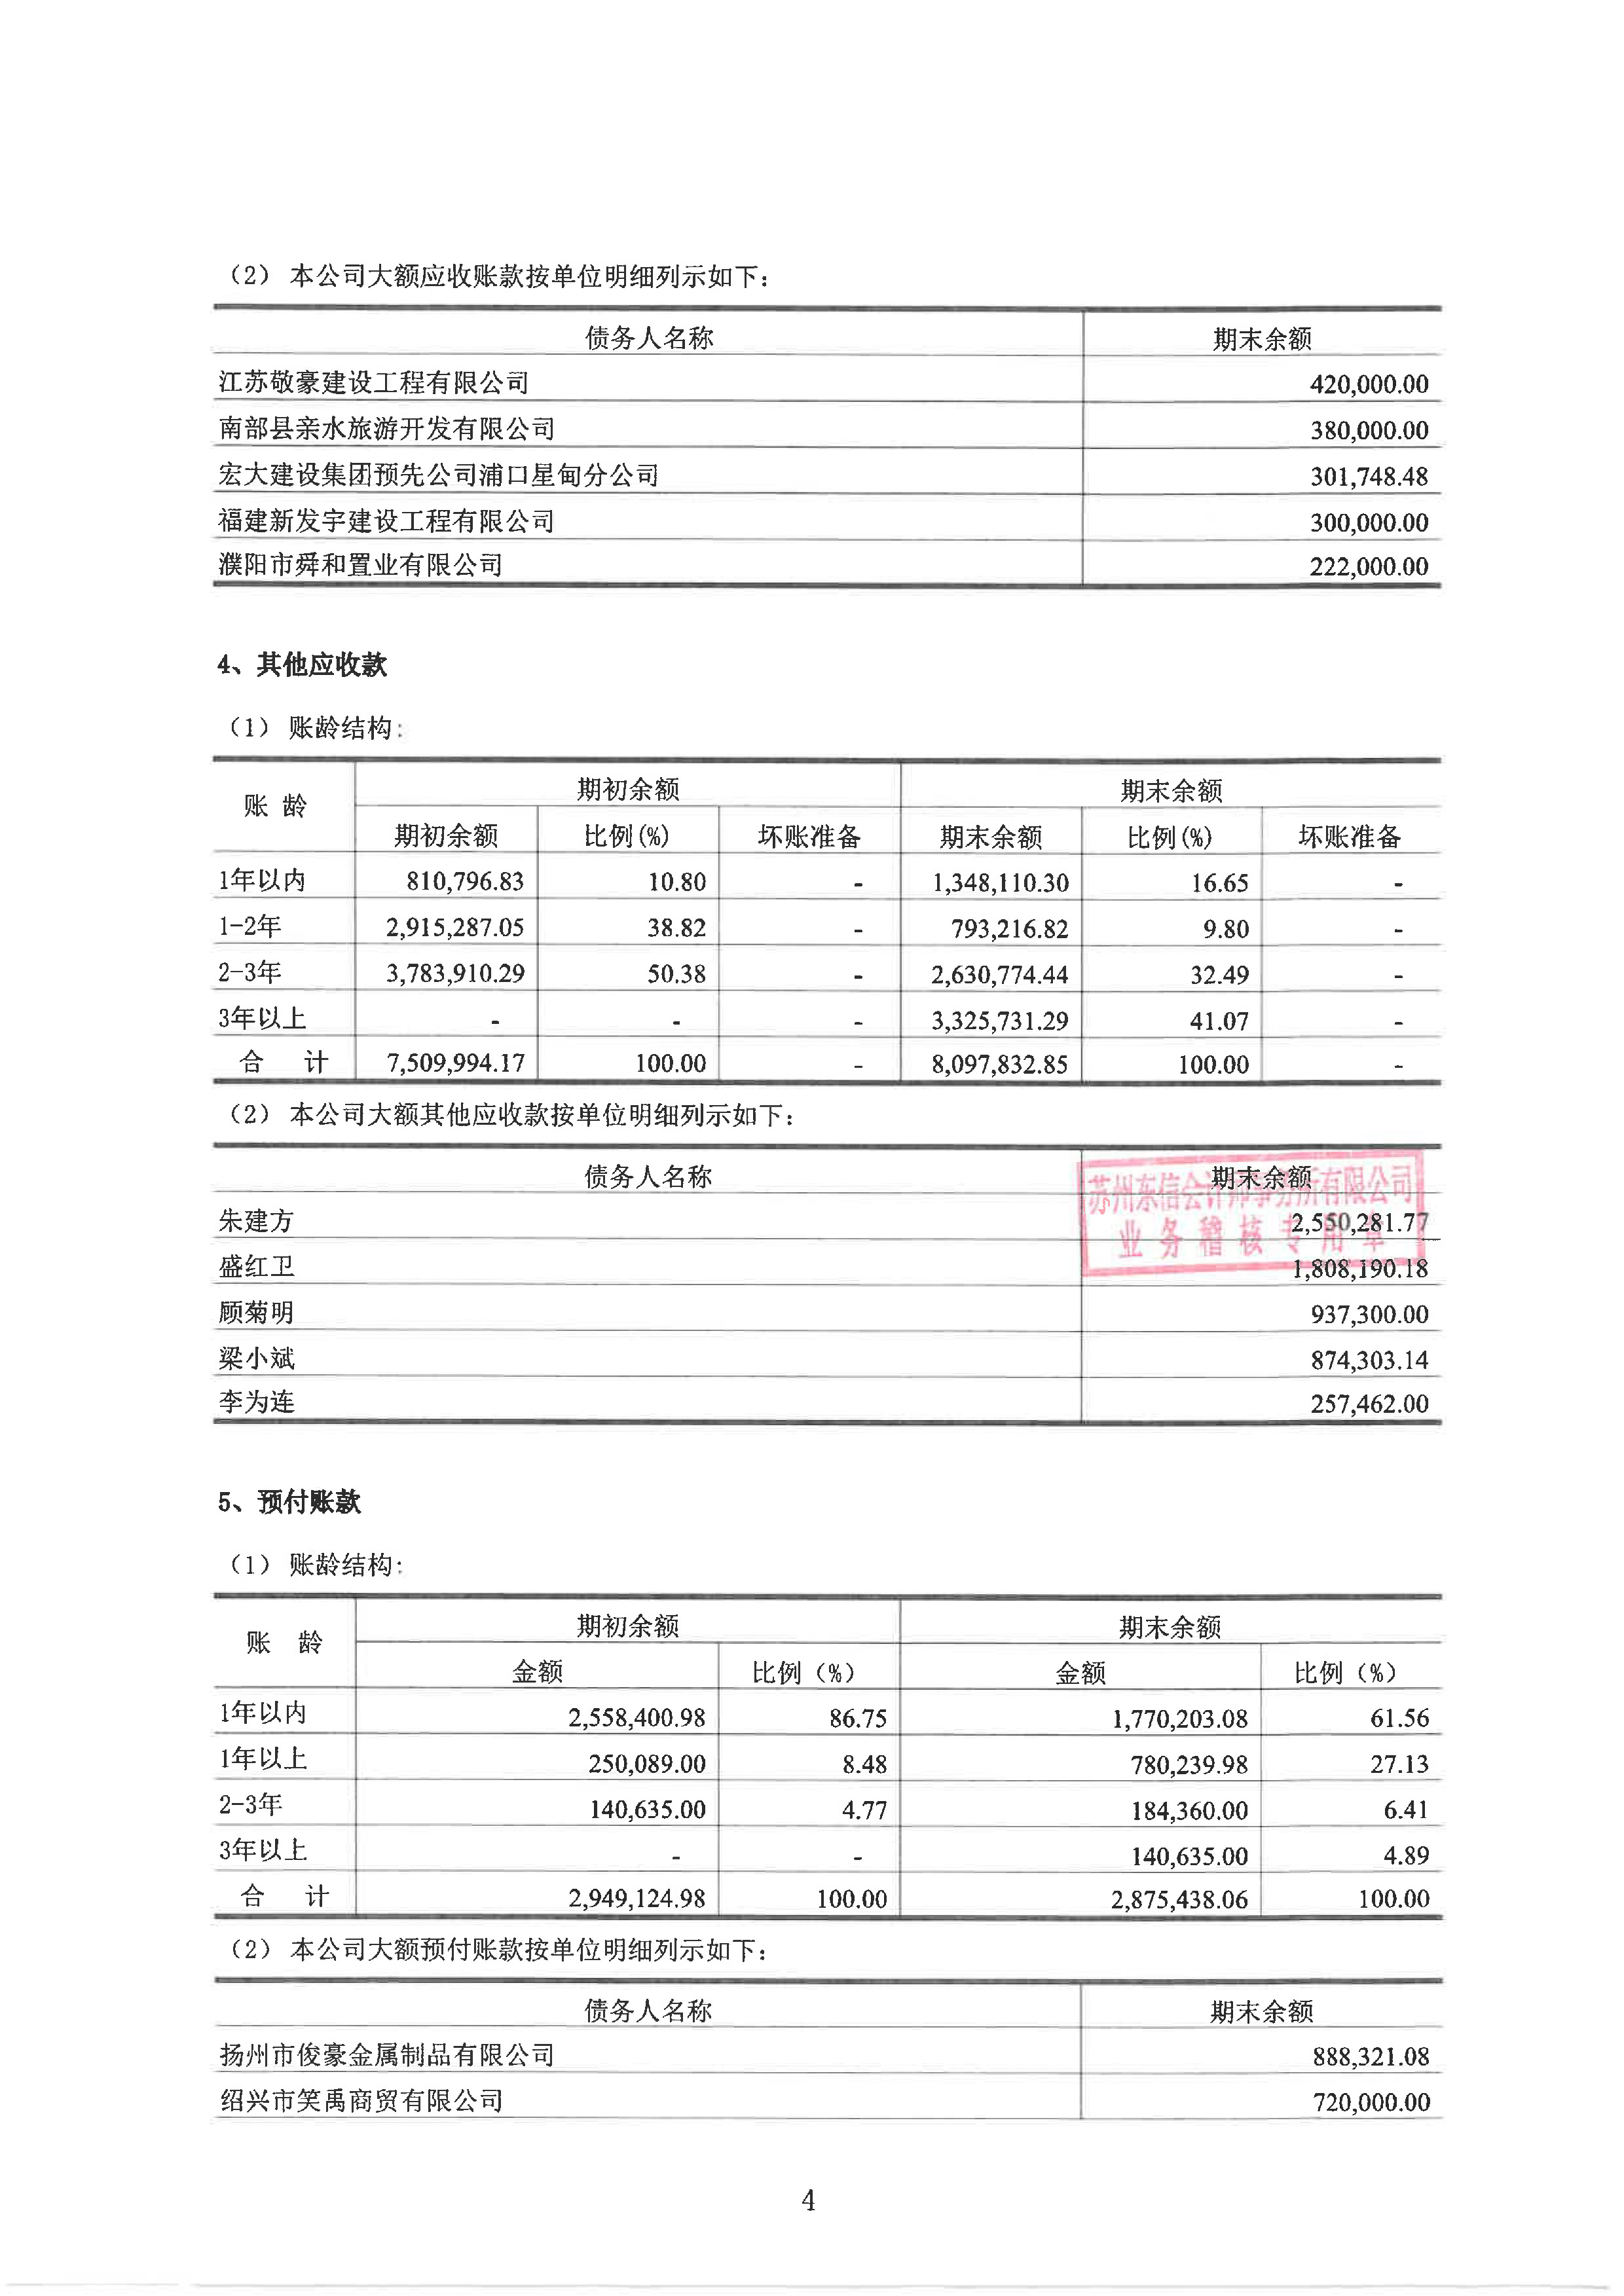 （2） 本公司大额应收账款按单位明细列示如下：
债务人名称 期末余额
江苏敬豪建设工程有限公司 420,000.00
南部县亲水旅游开发有限公司 380,000.00
宏大建设集团预先公司浦口星甸分公司 301,748.48
福建新发宇建设工程有限公司 300,000.00
濮阳市舜和置业有限公司 222,000.00
4、其他应收款
（1） 账龄结构：
账 龄 期初余额 期末余额
期初余额 比例(%) 坏账准备 期末余额 比例(%) 坏账准备
1年以内 810,796.83 10.80 - 1,348,110.30 16.65 -
1-2年 2,915,287.05 38.82 - 793,216.82 9.80 -
2-3年 3,783,910.29 50.38 - 2,630,774.44 32.49 -
3年以上 - - - 3,325,731.29 41.07 -
合 计 7,509,994.17 100.00 - 8,097,832.85 100.00 -
（2） 本公司大额其他应收款按单位明细列示如下：
债务人名称 期末余额
苏州东信会计师事务所有限公司
业务稽核专用章
朱建方 2,550,281.77
盛红卫 1,808,190.18
顾菊明 937,300.00
梁小斌 874,303.14
李为连 257,462.00
5、预付账款
（1） 账龄结构：
账 龄 期初余额 期末余额
金额 比例（%） 金额 比例（%）
1年以内 2,558,400.98 86.75 1,770,203.08 61.56
1年以上 250,089.00 8.48 780,239.98 27.13
2-3年 140,635.00 4.77 184,360.00 6.41
3年以上 - - 140,635.00 4.89
合 计 2,949,124.98 100.00 2,875,438.06 100.00
（2） 本公司大额预付账款按单位明细列示如下：
债务人名称 期末余额
扬州市俊豪金属制品有限公司 888,321.08
绍兴市笑禹商贸有限公司 720,000.00
4